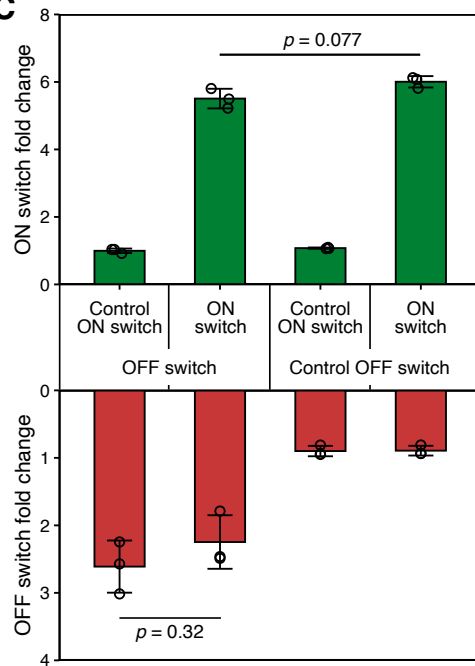 C
8
p = 0.077
6
4
2
0
ON switch fold change
Control ON switch
ON switch
Control ON switch
ON switch
OFF switch
Control OFF switch
0
1
2
3
4
OFF switch fold change
p = 0.32